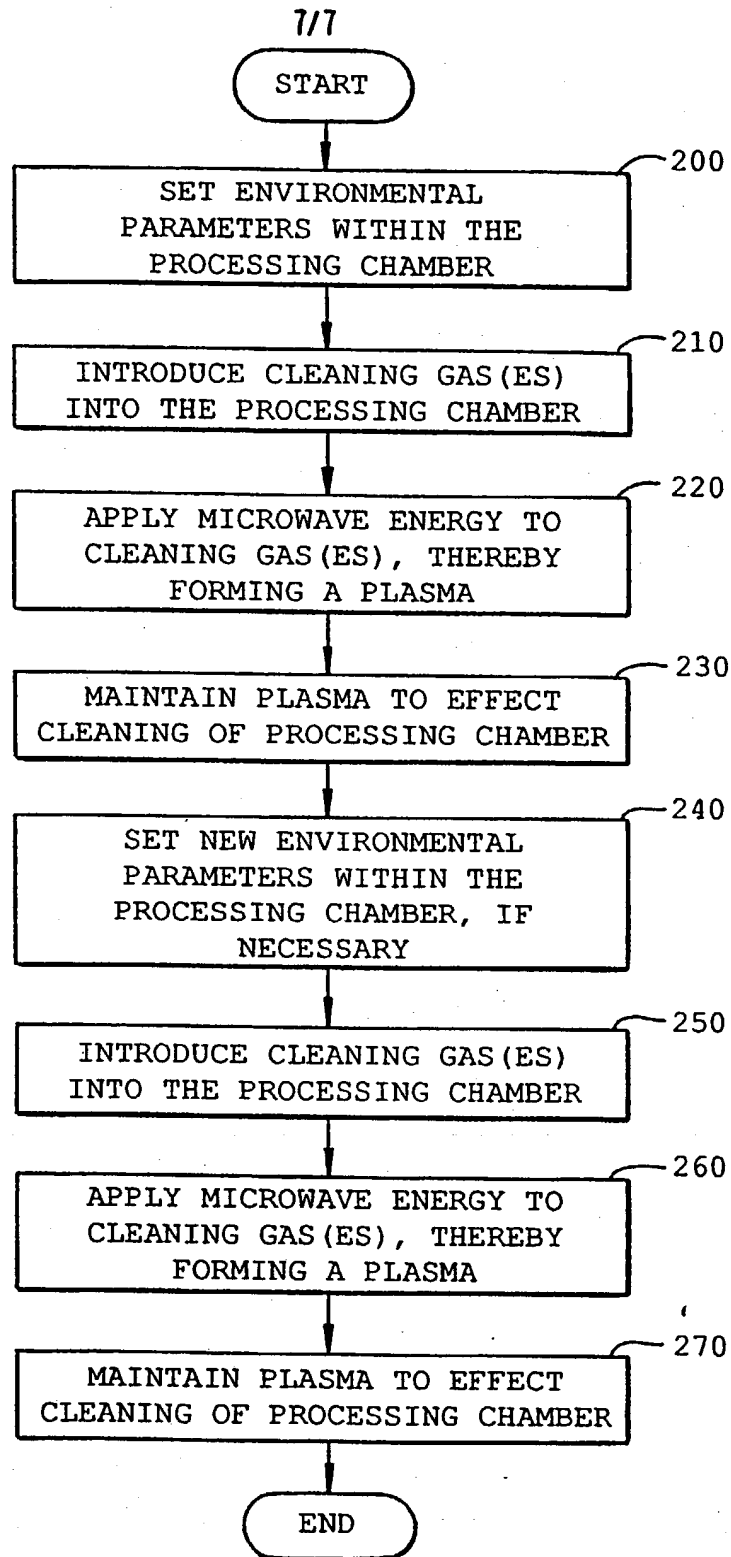 7/7
START
200
SET ENVIRONMENTAL
PARAMETERS WITHIN THE
PROCESSING CHAMBER
210
INTRODUCE CLEANING GAS(ES)
INTO THE PROCESSING CHAMBER
220
APPLY MICROWAVE ENERGY TO
CLEANING GAS(ES), THEREBY
FORMING A PLASMA
230
MAINTAIN PLASMA TO EFFECT
CLEANING OF PROCESSING CHAMBER
240
SET NEW ENVIRONMENTAL
PARAMETERS WITHIN THE
PROCESSING CHAMBER, IF
NECESSARY
250
INTRODUCE CLEANING GAS(ES)
INTO THE PROCESSING CHAMBER
260
APPLY MICROWAVE ENERGY TO
CLEANING GAS(ES), THEREBY
FORMING A PLASMA
270
MAINTAIN PLASMA TO EFFECT
CLEANING OF PROCESSING CHAMBER
END